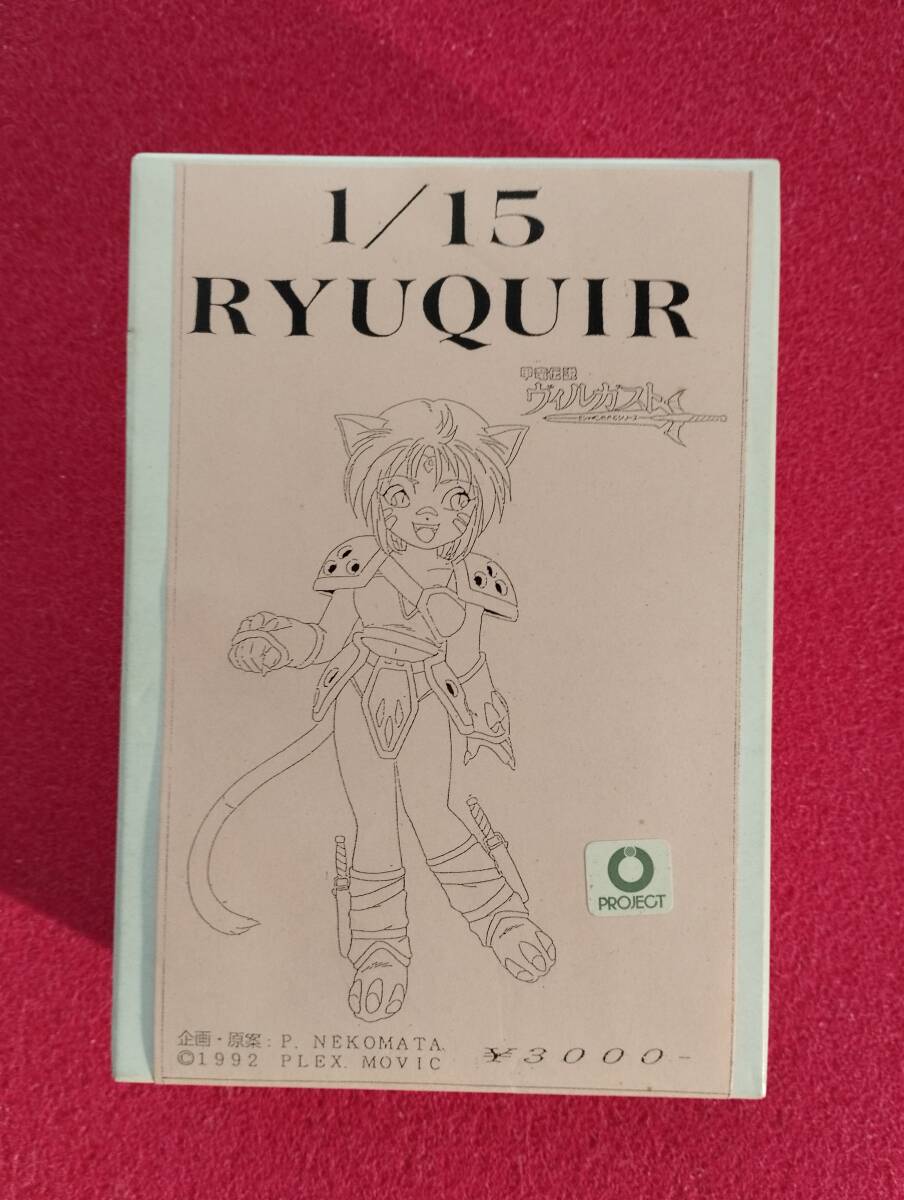 1/15
RYUQUIR
甲竜伝説
ヴィルガスト
PROJECT
企画・原案: P. NEKOMATA.
©1992 PLEX. MOVIC
¥3000-